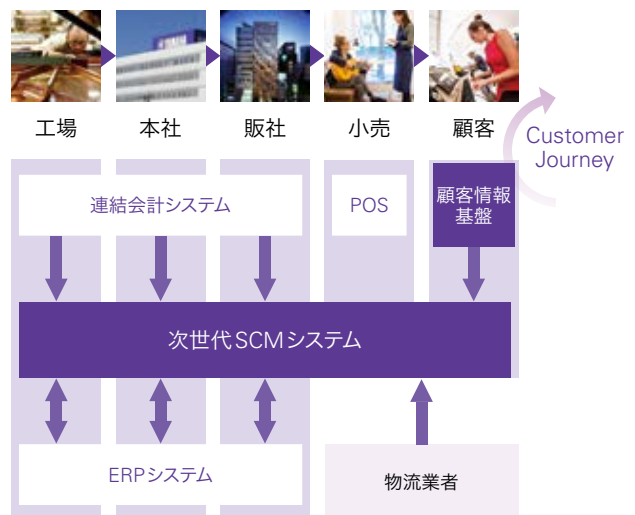 工場
本社
販社
小売
顧客
Customer
Journey
連結会計システム
POS
顧客情報
基盤
次世代SCMシステム
ERPシステム
物流業者